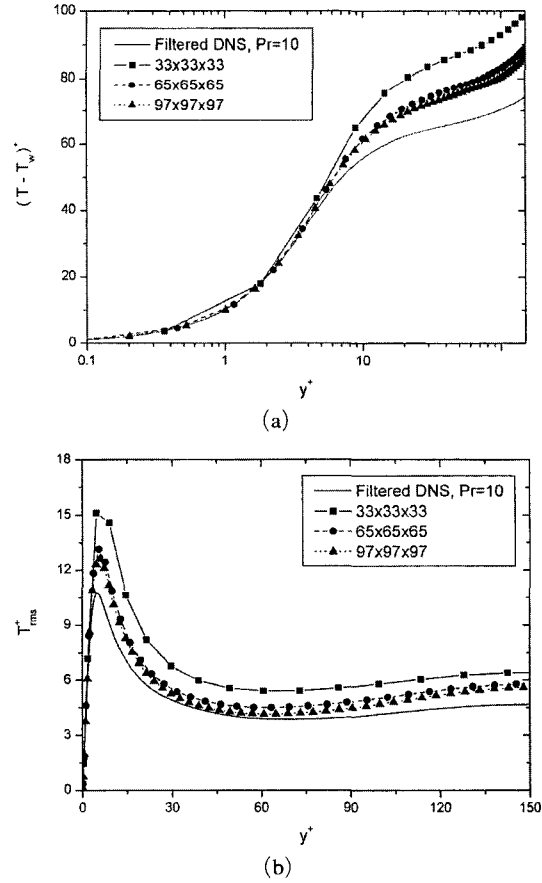 100
80
60
40
20
0
(T - T_w)^+
Filtered DNS, Pr=10
33x33x33
65x65x65
97x97x97
0.1
1
10
y^+
(a)
18
15
12
9
6
3
0
T^+_rms
Filtered DNS, Pr=10
33x33x33
65x65x65
97x97x97
0
30
60
90
120
150
y^+
(b)